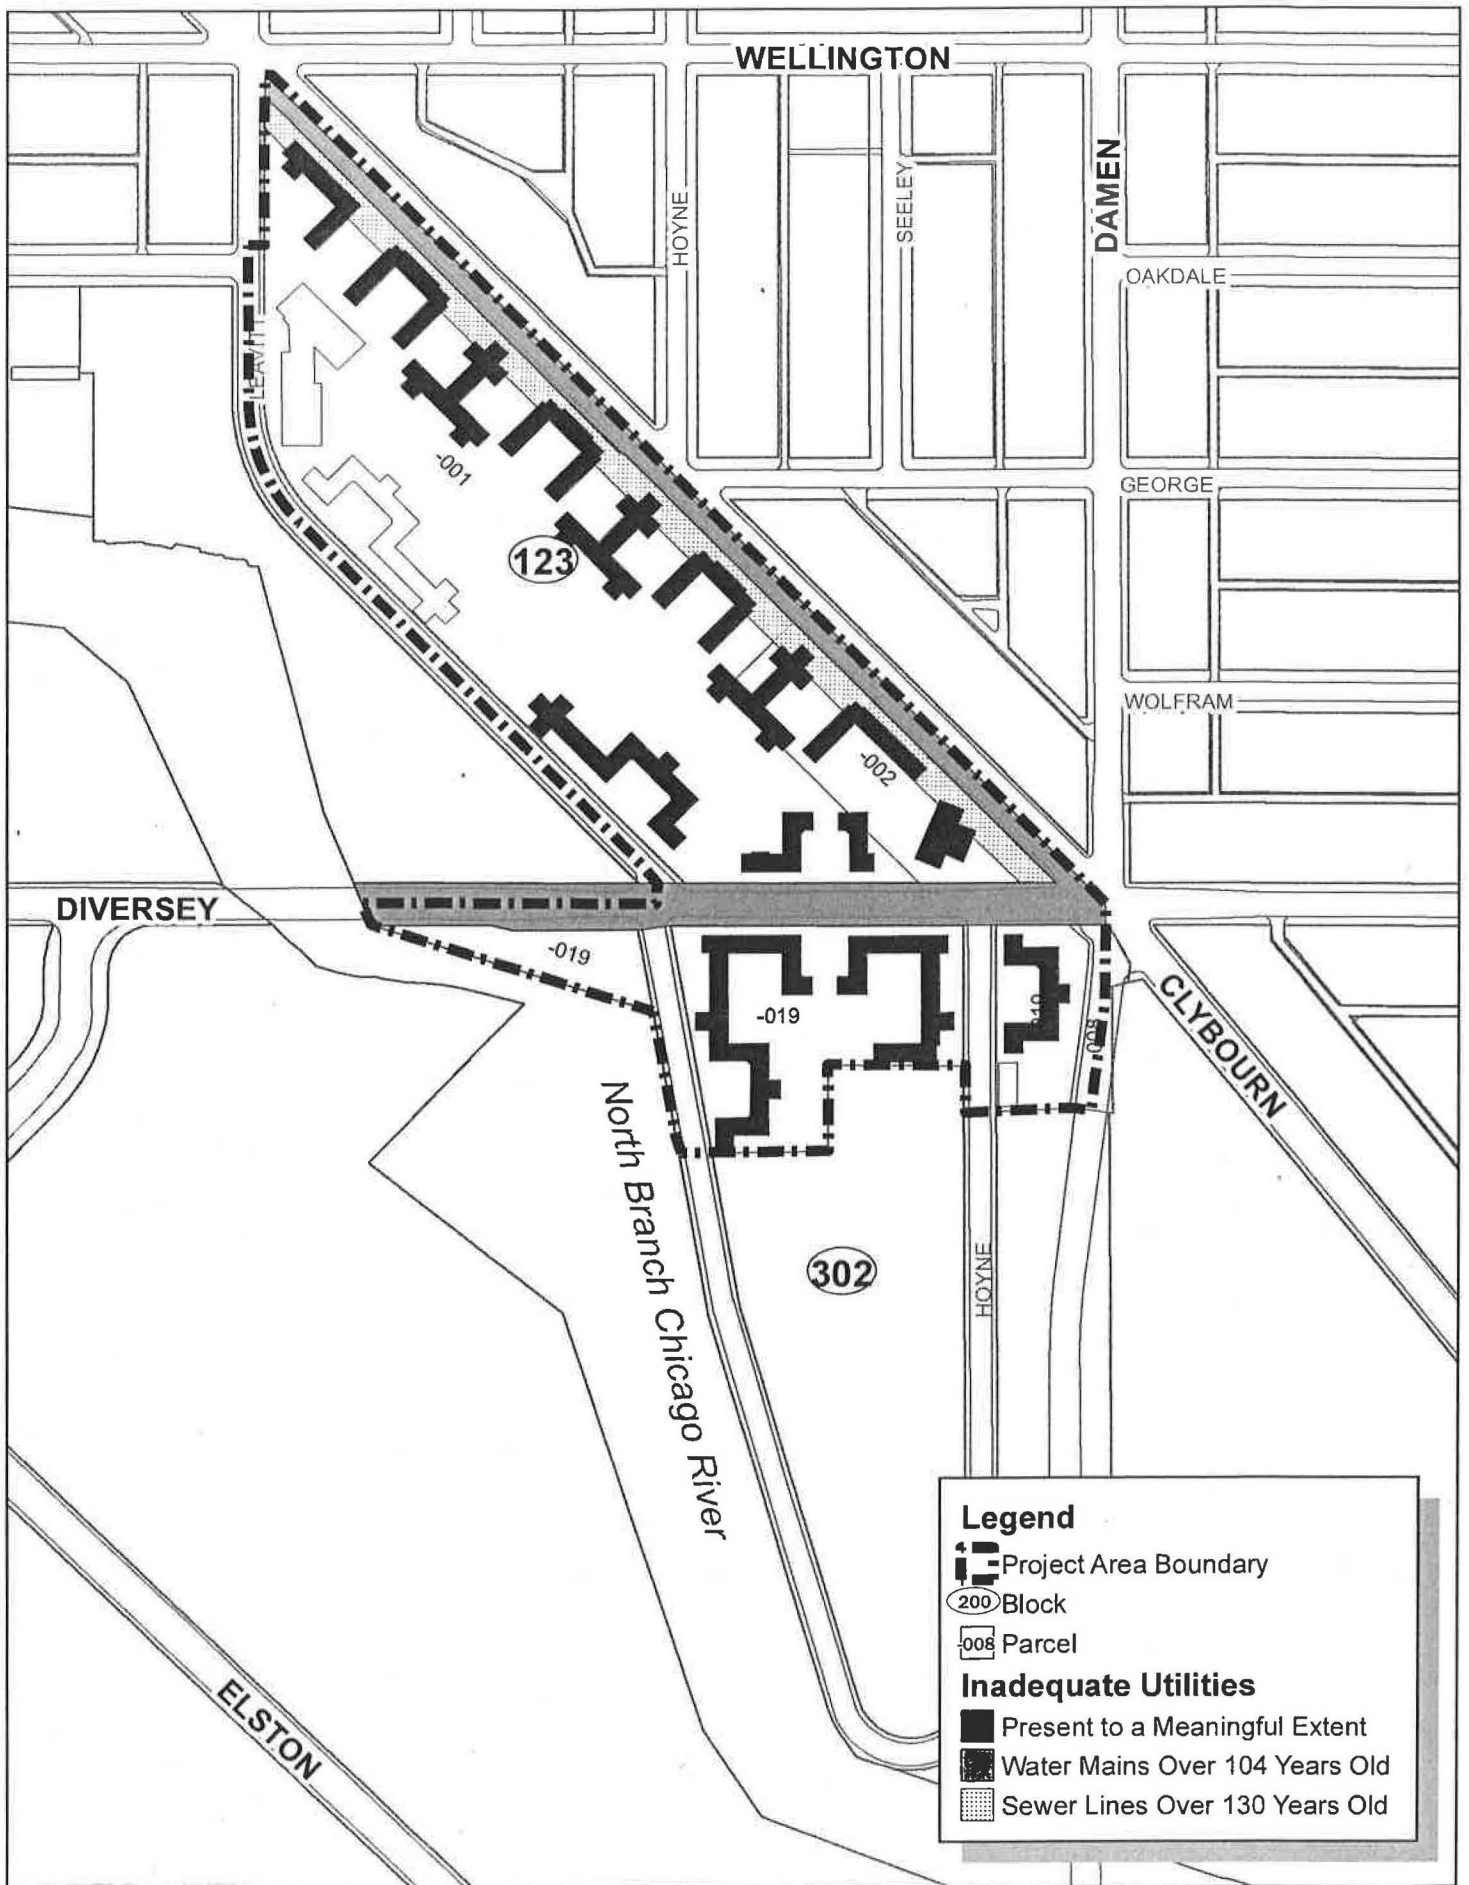 WELLINGTON
HOYNE
SEELEY
DAMEN
OAKDALE
LEAVITT
-001
GEORGE
123
WOLFRAM
-002
DIVERSEY
-019
-019
CLYBOURN
North Branch Chicago River
302
HOYNE
ELSTON
Legend
Project Area Boundary
200 Block
-008 Parcel
Inadequate Utilities
Present to a Meaningful Extent
Water Mains Over 104 Years Old
Sewer Lines Over 130 Years Old